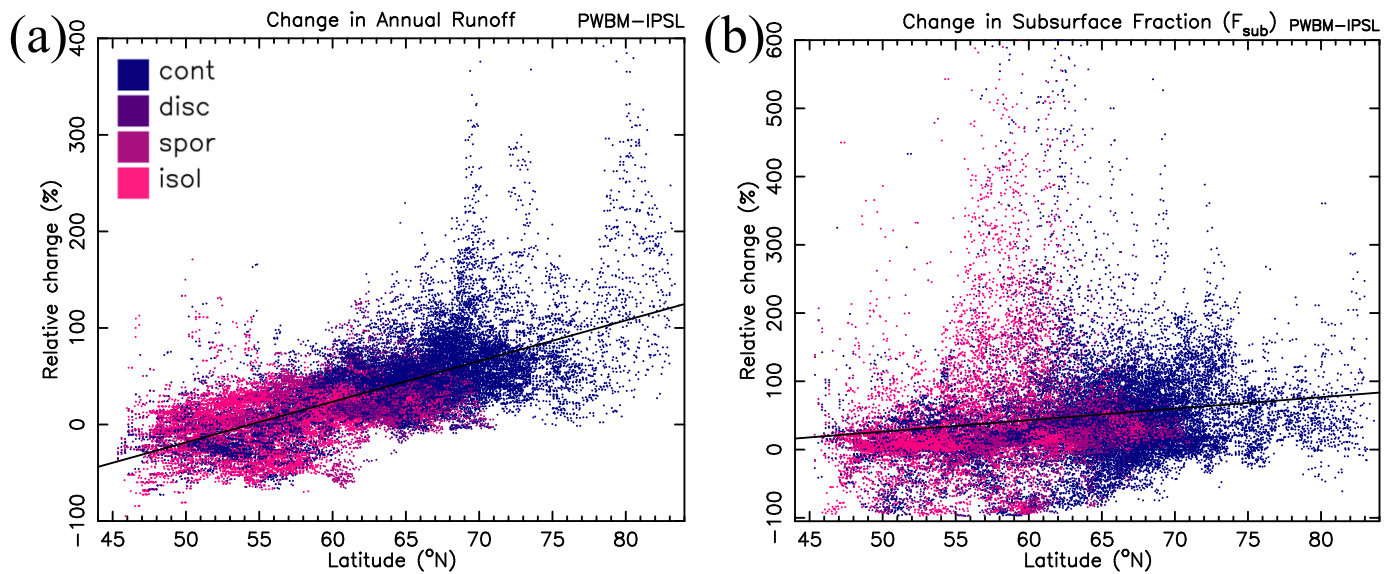 (a)
Change in Annual Runoff
PWBM-IPSL
cont
disc
spor
isol
Relative change (%)
400
300
200
100
0
-100
45 50 55 60 65 70 75 80
Latitude (°N)
(b)
Change in Subsurface Fraction (Fsub)
PWBM-IPSL
Relative change (%)
600
500
400
300
200
100
0
-100
45 50 55 60 65 70 75 80
Latitude (°N)